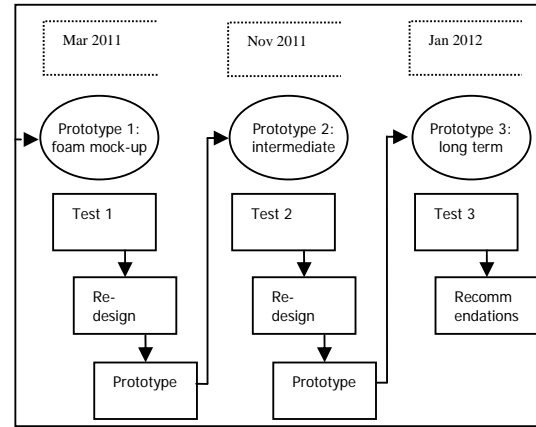 Mar 2011
Nov 2011
Jan 2012
Prototype 1:
foam mock-up
Prototype 2:
intermediate
Prototype 3:
long term
Test 1
Test 2
Test 3
Re-
design
Re-
design
Recomm
endations
Prototype
Prototype